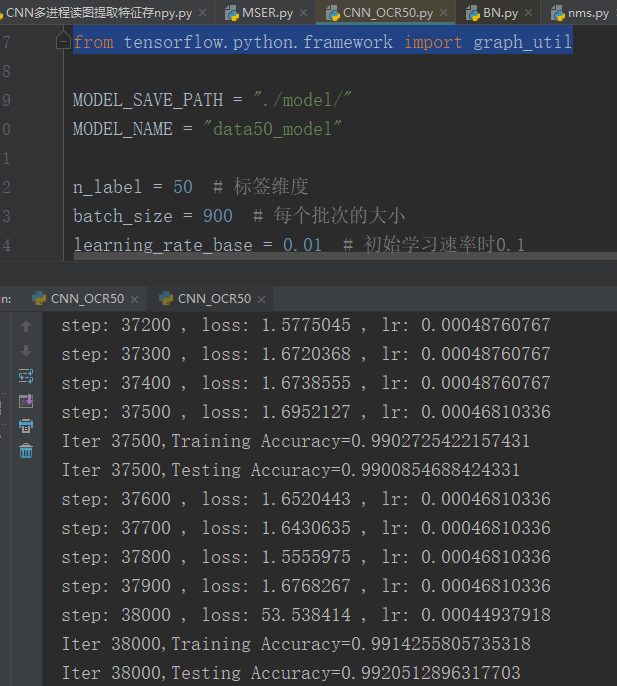 CNN多进程读图提取特征存npy.py × MSER.py × CNN_OCR50.py × BN.py × nms.py
7 from tensorflow.python.framework import graph_util
8
9 MODEL_SAVE_PATH = "./model/"
0 MODEL_NAME = "data50_model"
1
2 n_label = 50  # 标签维度
3 batch_size = 900  # 每个批次的大小
4 learning_rate_base = 0.01  # 初始学习速率时0.1
n: CNN_OCR50 × CNN_OCR50 ×
step: 37200 , loss: 1.5775045 , lr: 0.00048760767
step: 37300 , loss: 1.6720368 , lr: 0.00048760767
step: 37400 , loss: 1.6738555 , lr: 0.00048760767
step: 37500 , loss: 1.6952127 , lr: 0.00046810336
Iter 37500,Training Accuracy=0.9902725422157431
Iter 37500,Testing Accuracy=0.9900854688424331
step: 37600 , loss: 1.6520443 , lr: 0.00046810336
step: 37700 , loss: 1.6430635 , lr: 0.00046810336
step: 37800 , loss: 1.5555975 , lr: 0.00046810336
step: 37900 , loss: 1.6768267 , lr: 0.00046810336
step: 38000 , loss: 53.538414 , lr: 0.00044937918
Iter 38000,Training Accuracy=0.9914255805735318
Iter 38000,Testing Accuracy=0.9920512896317703